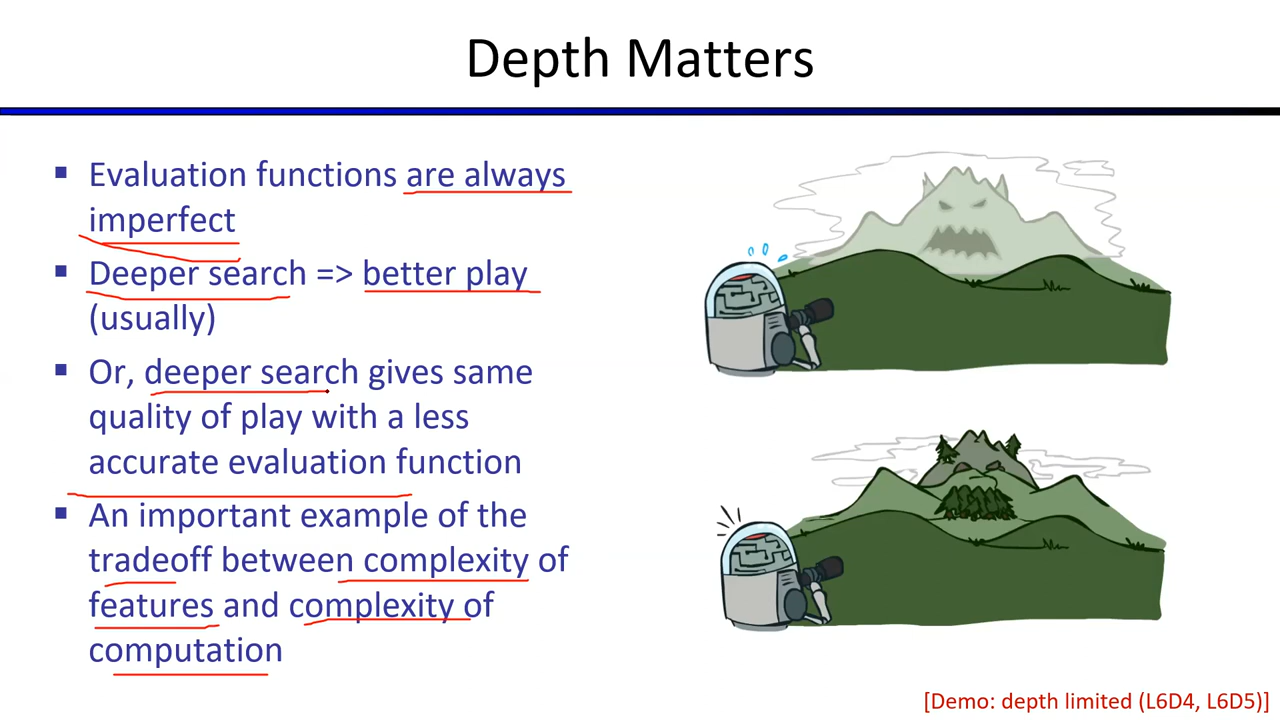 Depth Matters
▪ Evaluation functions are always
imperfect
▪ Deeper search => better play
(usually)
▪ Or, deeper search gives same
quality of play with a less
accurate evaluation function
▪ An important example of the
tradeoff between complexity of
features and complexity of
computation
[Demo: depth limited (L6D4, L6D5)]